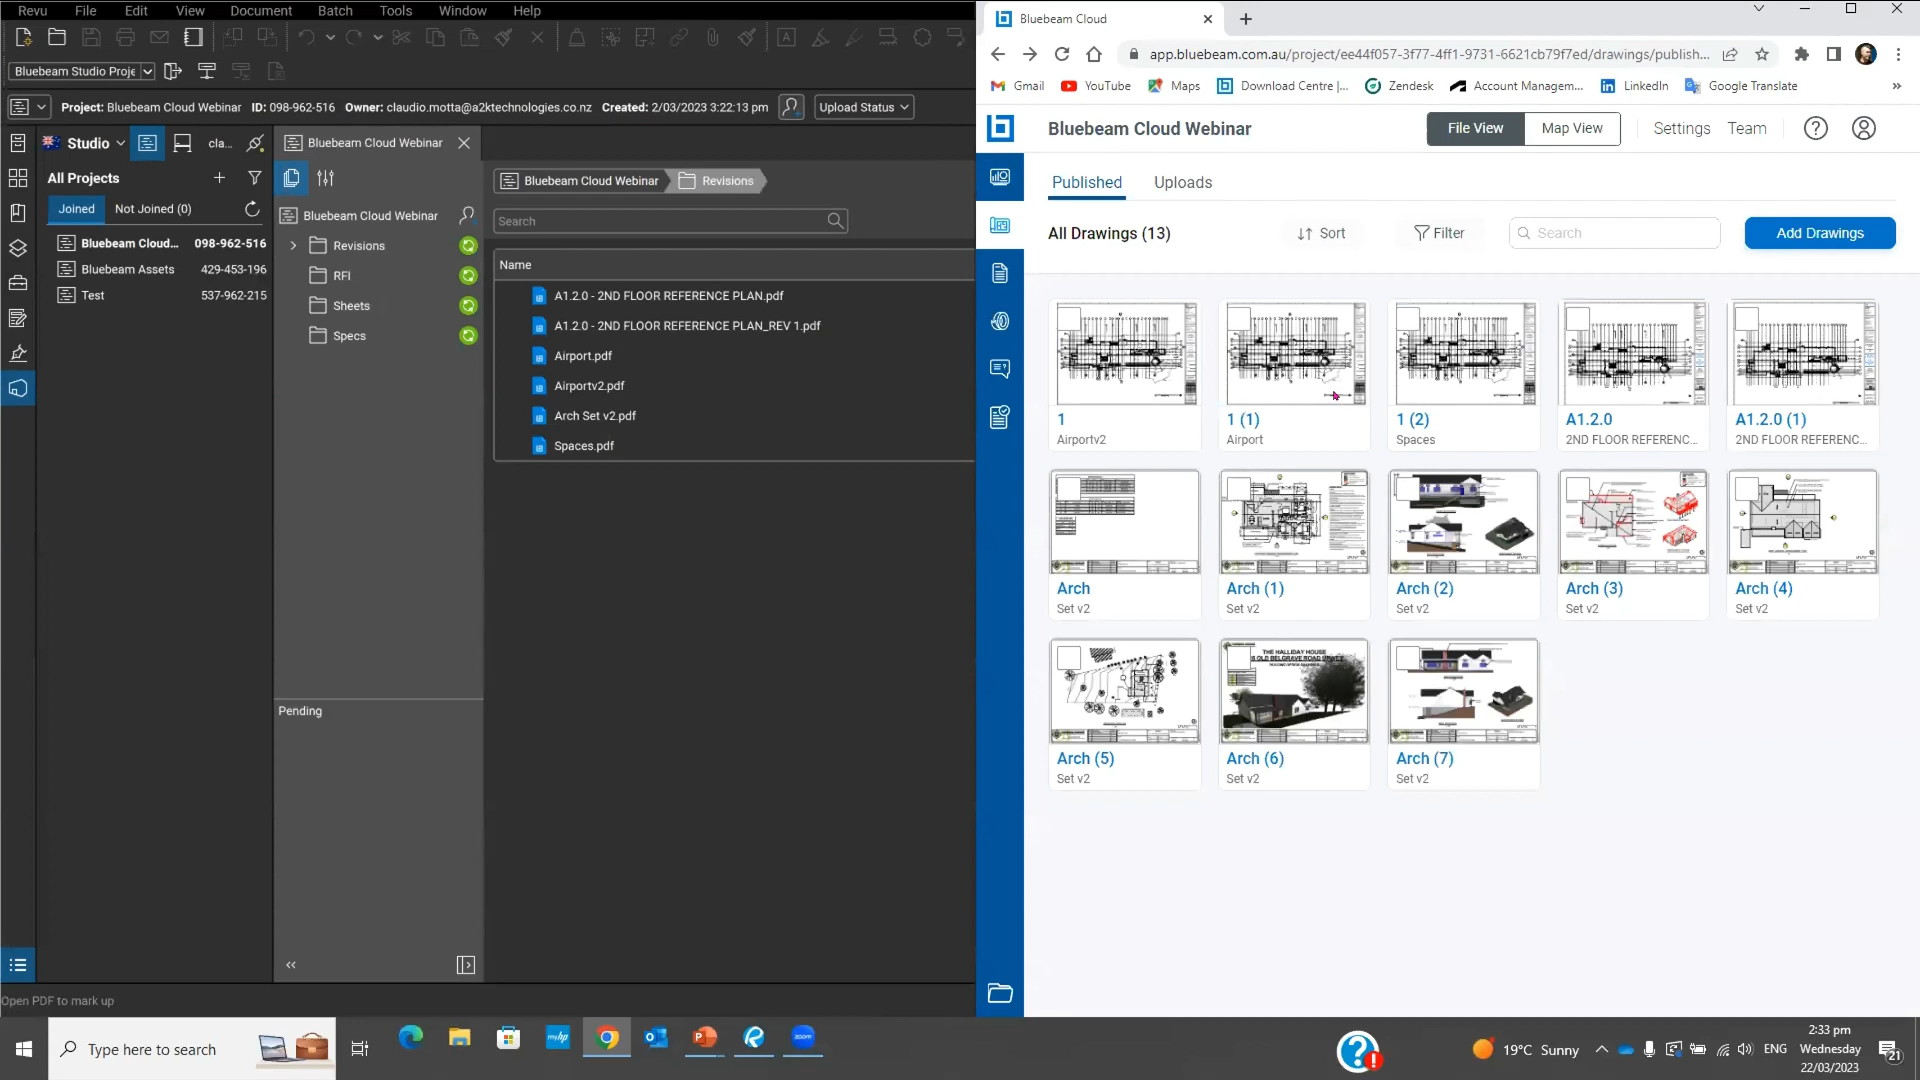 Revu File Edit View Document Batch Tools Window Help
Bluebeam Studio Proje
Project: Bluebeam Cloud Webinar ID: 098-962-516 Owner: claudio.motta@a2ktechnologies.co.nz Created: 2/03/2023 3:22:13 pm Upload Status
Studio cla...
All Projects
Joined Not Joined (0)
Bluebeam Cloud... 098-962-516
Bluebeam Assets 429-453-196
Test 537-962-215
Bluebeam Cloud Webinar
Bluebeam Cloud Webinar
Revisions
RFI
Sheets
Specs
Pending
Bluebeam Cloud Webinar Revisions
Search
Name
A1.2.0 - 2ND FLOOR REFERENCE PLAN.pdf
A1.2.0 - 2ND FLOOR REFERENCE PLAN_REV 1.pdf
Airport.pdf
Airportv2.pdf
Arch Set v2.pdf
Spaces.pdf
Open PDF to mark up
Bluebeam Cloud
app.bluebeam.com.au/project/ee44f057-3f77-4ff1-9731-6621cb79f7ed/drawings/publish...
Gmail YouTube Maps Download Centre |... Zendesk Account Managem... LinkedIn Google Translate
Bluebeam Cloud Webinar File View Map View Settings Team
Published Uploads
All Drawings (13) Sort Filter Search Add Drawings
1 1 (1) 1 (2) A1.2.0 A1.2.0 (1)
Airportv2 Airport Spaces 2ND FLOOR REFERENC... 2ND FLOOR REFERENC...
Arch Arch (1) Arch (2) Arch (3) Arch (4)
Set v2 Set v2 Set v2 Set v2 Set v2
THE HALLIDAY HOUSE
Arch (5) Arch (6) Arch (7)
Set v2 Set v2 Set v2
Type here to search
myhp
zoom
19°C Sunny
ENG
2:33 pm
Wednesday
22/03/2023
21